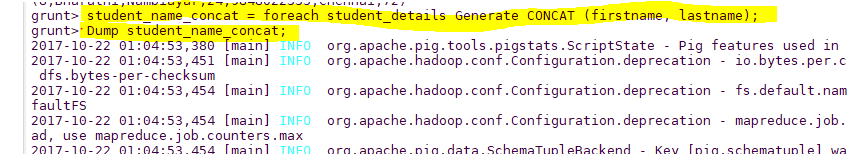 grunt> student_name_concat = foreach student_details Generate CONCAT (firstname, lastname);
grunt> Dump student_name_concat;
2017-10-22 01:04:53,380 [main] INFO org.apache.pig.tools.pigstats.ScriptState - Pig features used in
2017-10-22 01:04:53,451 [main] INFO org.apache.hadoop.conf.Configuration.deprecation - io.bytes.per.c
dfs.bytes-per-checksum
2017-10-22 01:04:53,454 [main] INFO org.apache.hadoop.conf.Configuration.deprecation - fs.default.nam
faultFS
2017-10-22 01:04:53,454 [main] INFO org.apache.hadoop.conf.Configuration.deprecation - mapreduce.job.
ad, use mapreduce.job.counters.max
2017-10-22 01:04:53,454 [main] INFO org.apache.pig.data.SchemaTupleBackend - Key [pig.schematuple] wa